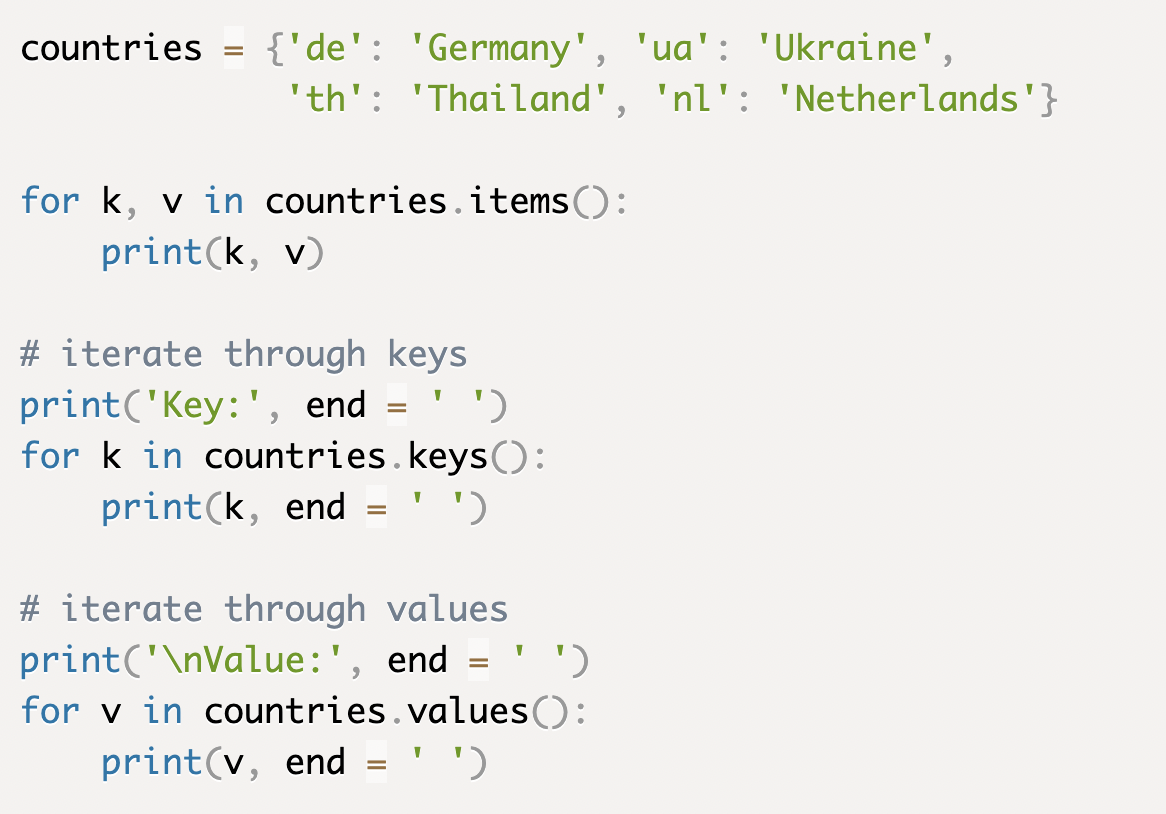 countries = {'de': 'Germany', 'ua': 'Ukraine',
             'th': 'Thailand', 'nl': 'Netherlands'}

for k, v in countries.items():
    print(k, v)

# iterate through keys
print('Key:', end = ' ')
for k in countries.keys():
    print(k, end = ' ')

# iterate through values
print('\nValue:', end = ' ')
for v in countries.values():
    print(v, end = ' ')